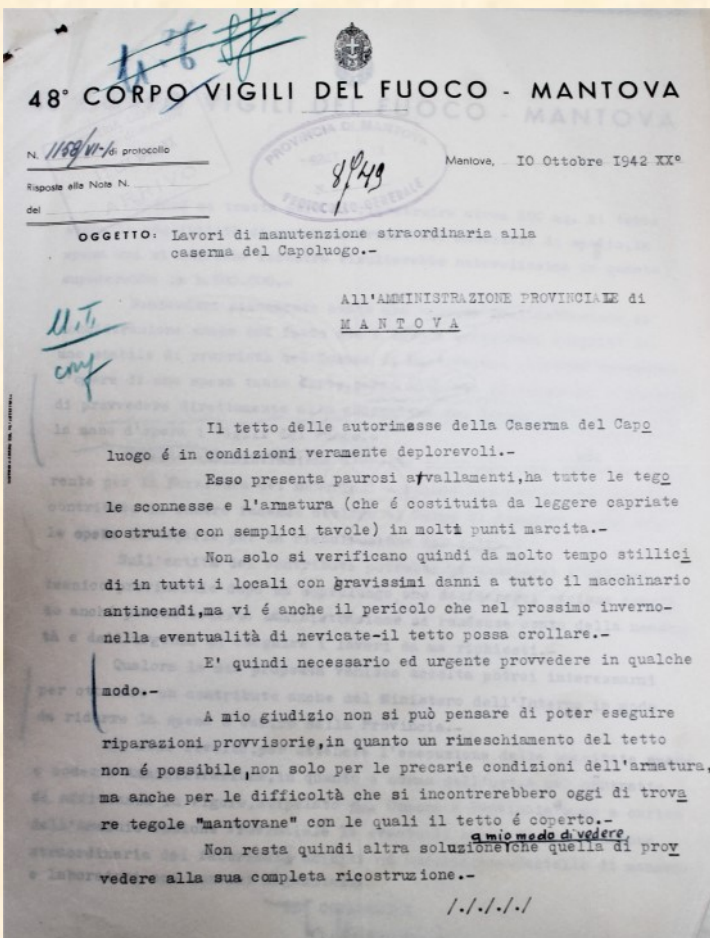 48° CORPO VIGILI DEL FUOCO - MANTOVA
N. 1158/VI-/di protocollo
PROVINCIA DI MANTOVA
8749
Mantova, IO Ottobre I942 XX°
Risposta alla Nota N.
del
OGGETTO: Lavori di manutenzione straordinaria alla
caserma del Capoluogo.-
All'AMMINISTRAZIONE PROVINCIALE di
M A N T O V A
Il tetto delle autorimesse della Caserma del Capo
luogo é in condizioni veramente deplorevoli.-
Esso presenta paurosi avvallamenti,ha tutte le tego
le sconnesse e l'armatura (che é costituita da leggere capriate
costruite con semplici tavole) in molti punti marcita.-
Non solo si verificano quindi da molto tempo stillici
di in tutti i locali con gravissimi danni a tutto il macchinario
antincendi,ma vi é anche il pericolo che nel prossimo inverno-
nella eventualità di nevicate-il tetto possa crollare.-
E' quindi necessario ed urgente provvedere in qualche
modo.-
A mio giudizio non si può pensare di poter eseguire
riparazioni provvisorie,in quanto un rimeschiamento del tetto
non é possibile,non solo per le precarie condizioni dell'armatura,
ma anche per le difficoltà che si incontrerebbero oggi di trova
re tegole "mantovane" con le quali il tetto é coperto.-
a mio modo di vedere,
Non resta quindi altra soluzione che quella di prov
vedere alla sua completa ricostruzione.-
/./././././